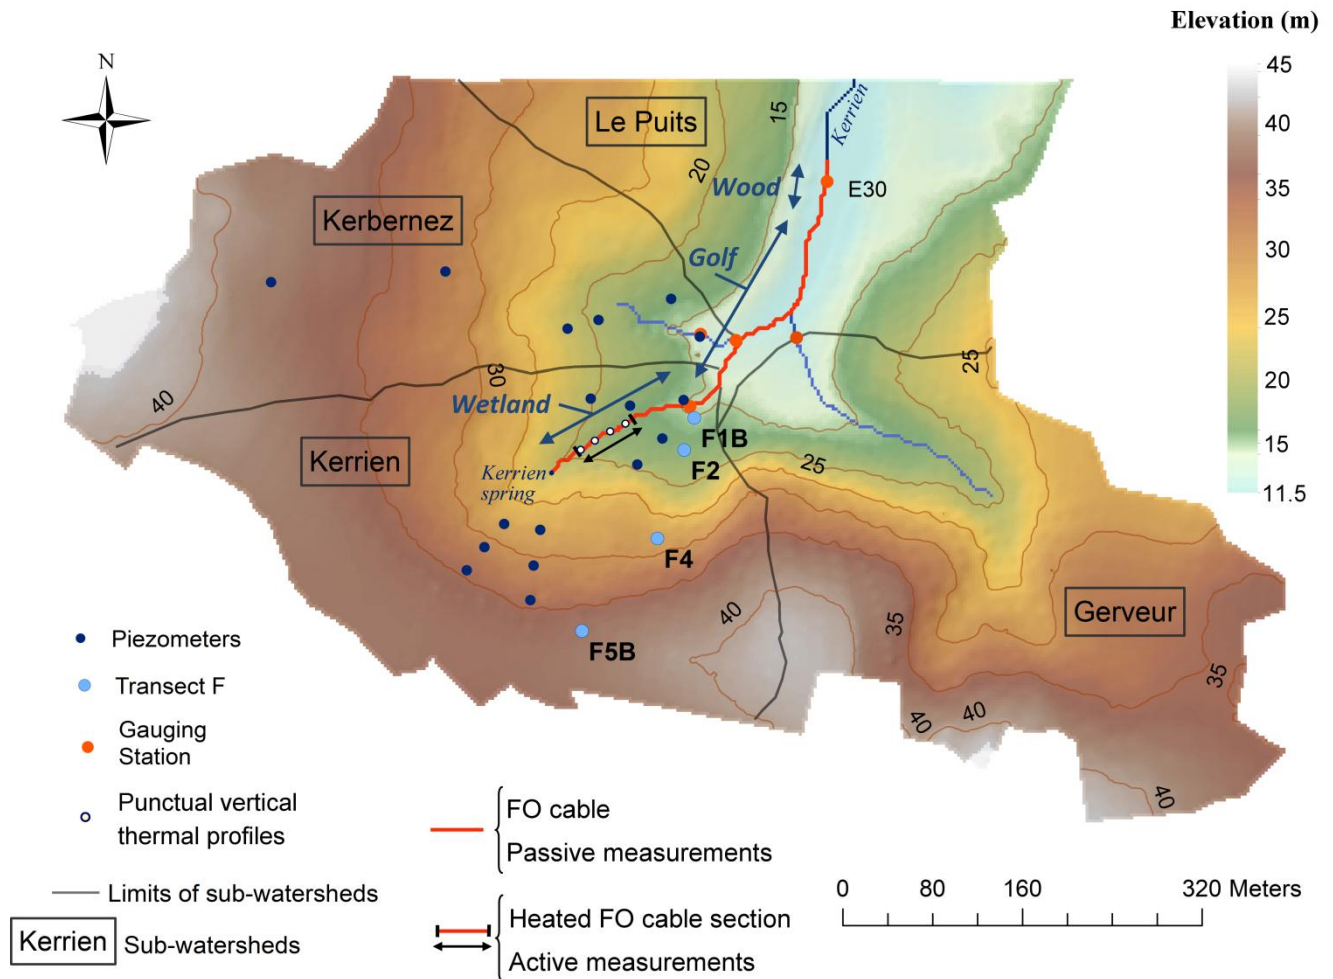 Elevation (m)
45
40
35
30
25
20
15
11.5
N
Le Puits
15
Kerrien
20
Wood
E30
Kerbernez
Golf
25
40
30
Wetland
F1B
Kerrien
Kerrien
spring
F2
25
F4
40
35
Gerveur
F5B
35
40
40
40
Piezometers
Transect F
Gauging
Station
Punctual vertical
thermal profiles
Limits of sub-watersheds
Kerrien
Sub-watersheds
FO cable
Passive measurements
Heated FO cable section
Active measurements
0 80 160 320 Meters